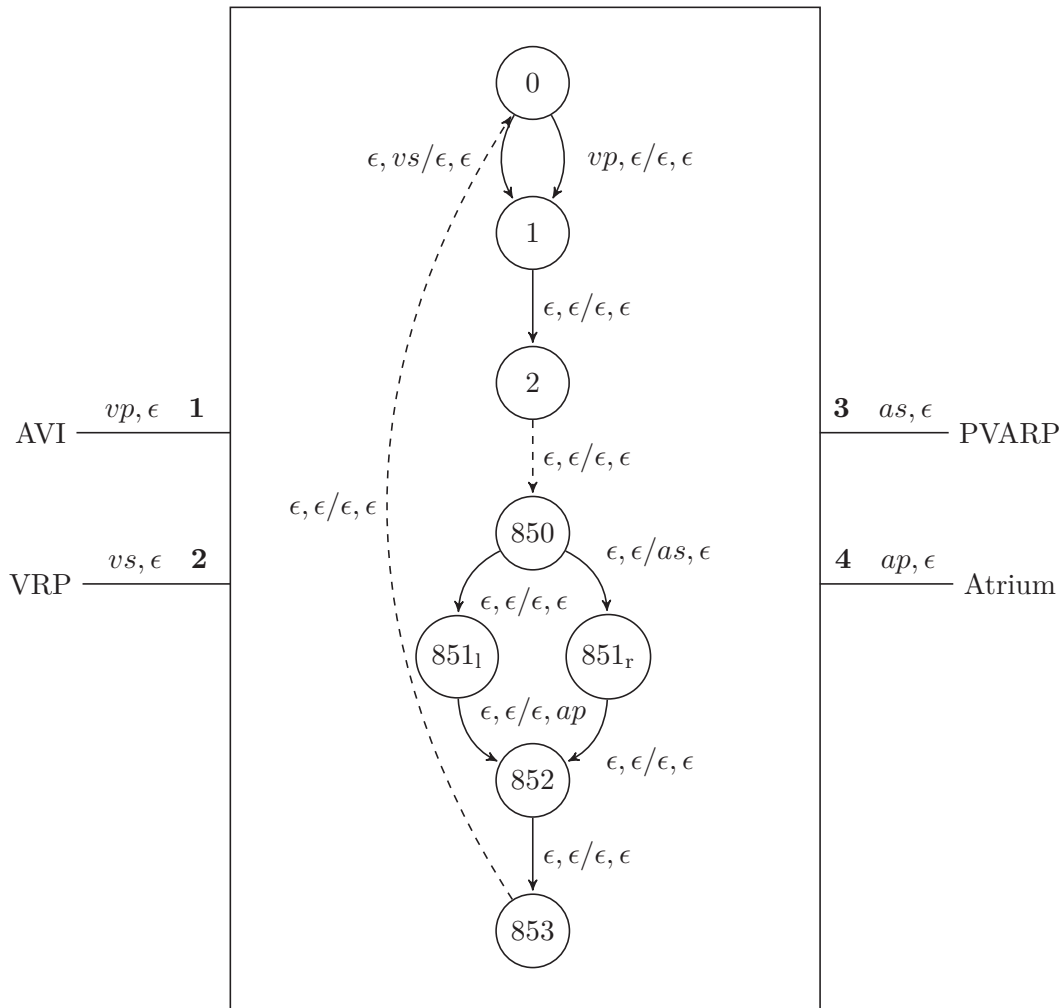 0
ϵ, vs/ϵ, ϵ
vp, ϵ/ϵ, ϵ
1
ϵ, ϵ/ϵ, ϵ
2
vp, ϵ 1
AVI
3 as, ϵ
PVARP
ϵ, ϵ/ϵ, ϵ
ϵ, ϵ/ϵ, ϵ
850
vs, ϵ 2
VRP
4 ap, ϵ
Atrium
ϵ, ϵ/as, ϵ
ϵ, ϵ/ϵ, ϵ
851l
851r
ϵ, ϵ/ϵ, ap
ϵ, ϵ/ϵ, ϵ
852
ϵ, ϵ/ϵ, ϵ
853